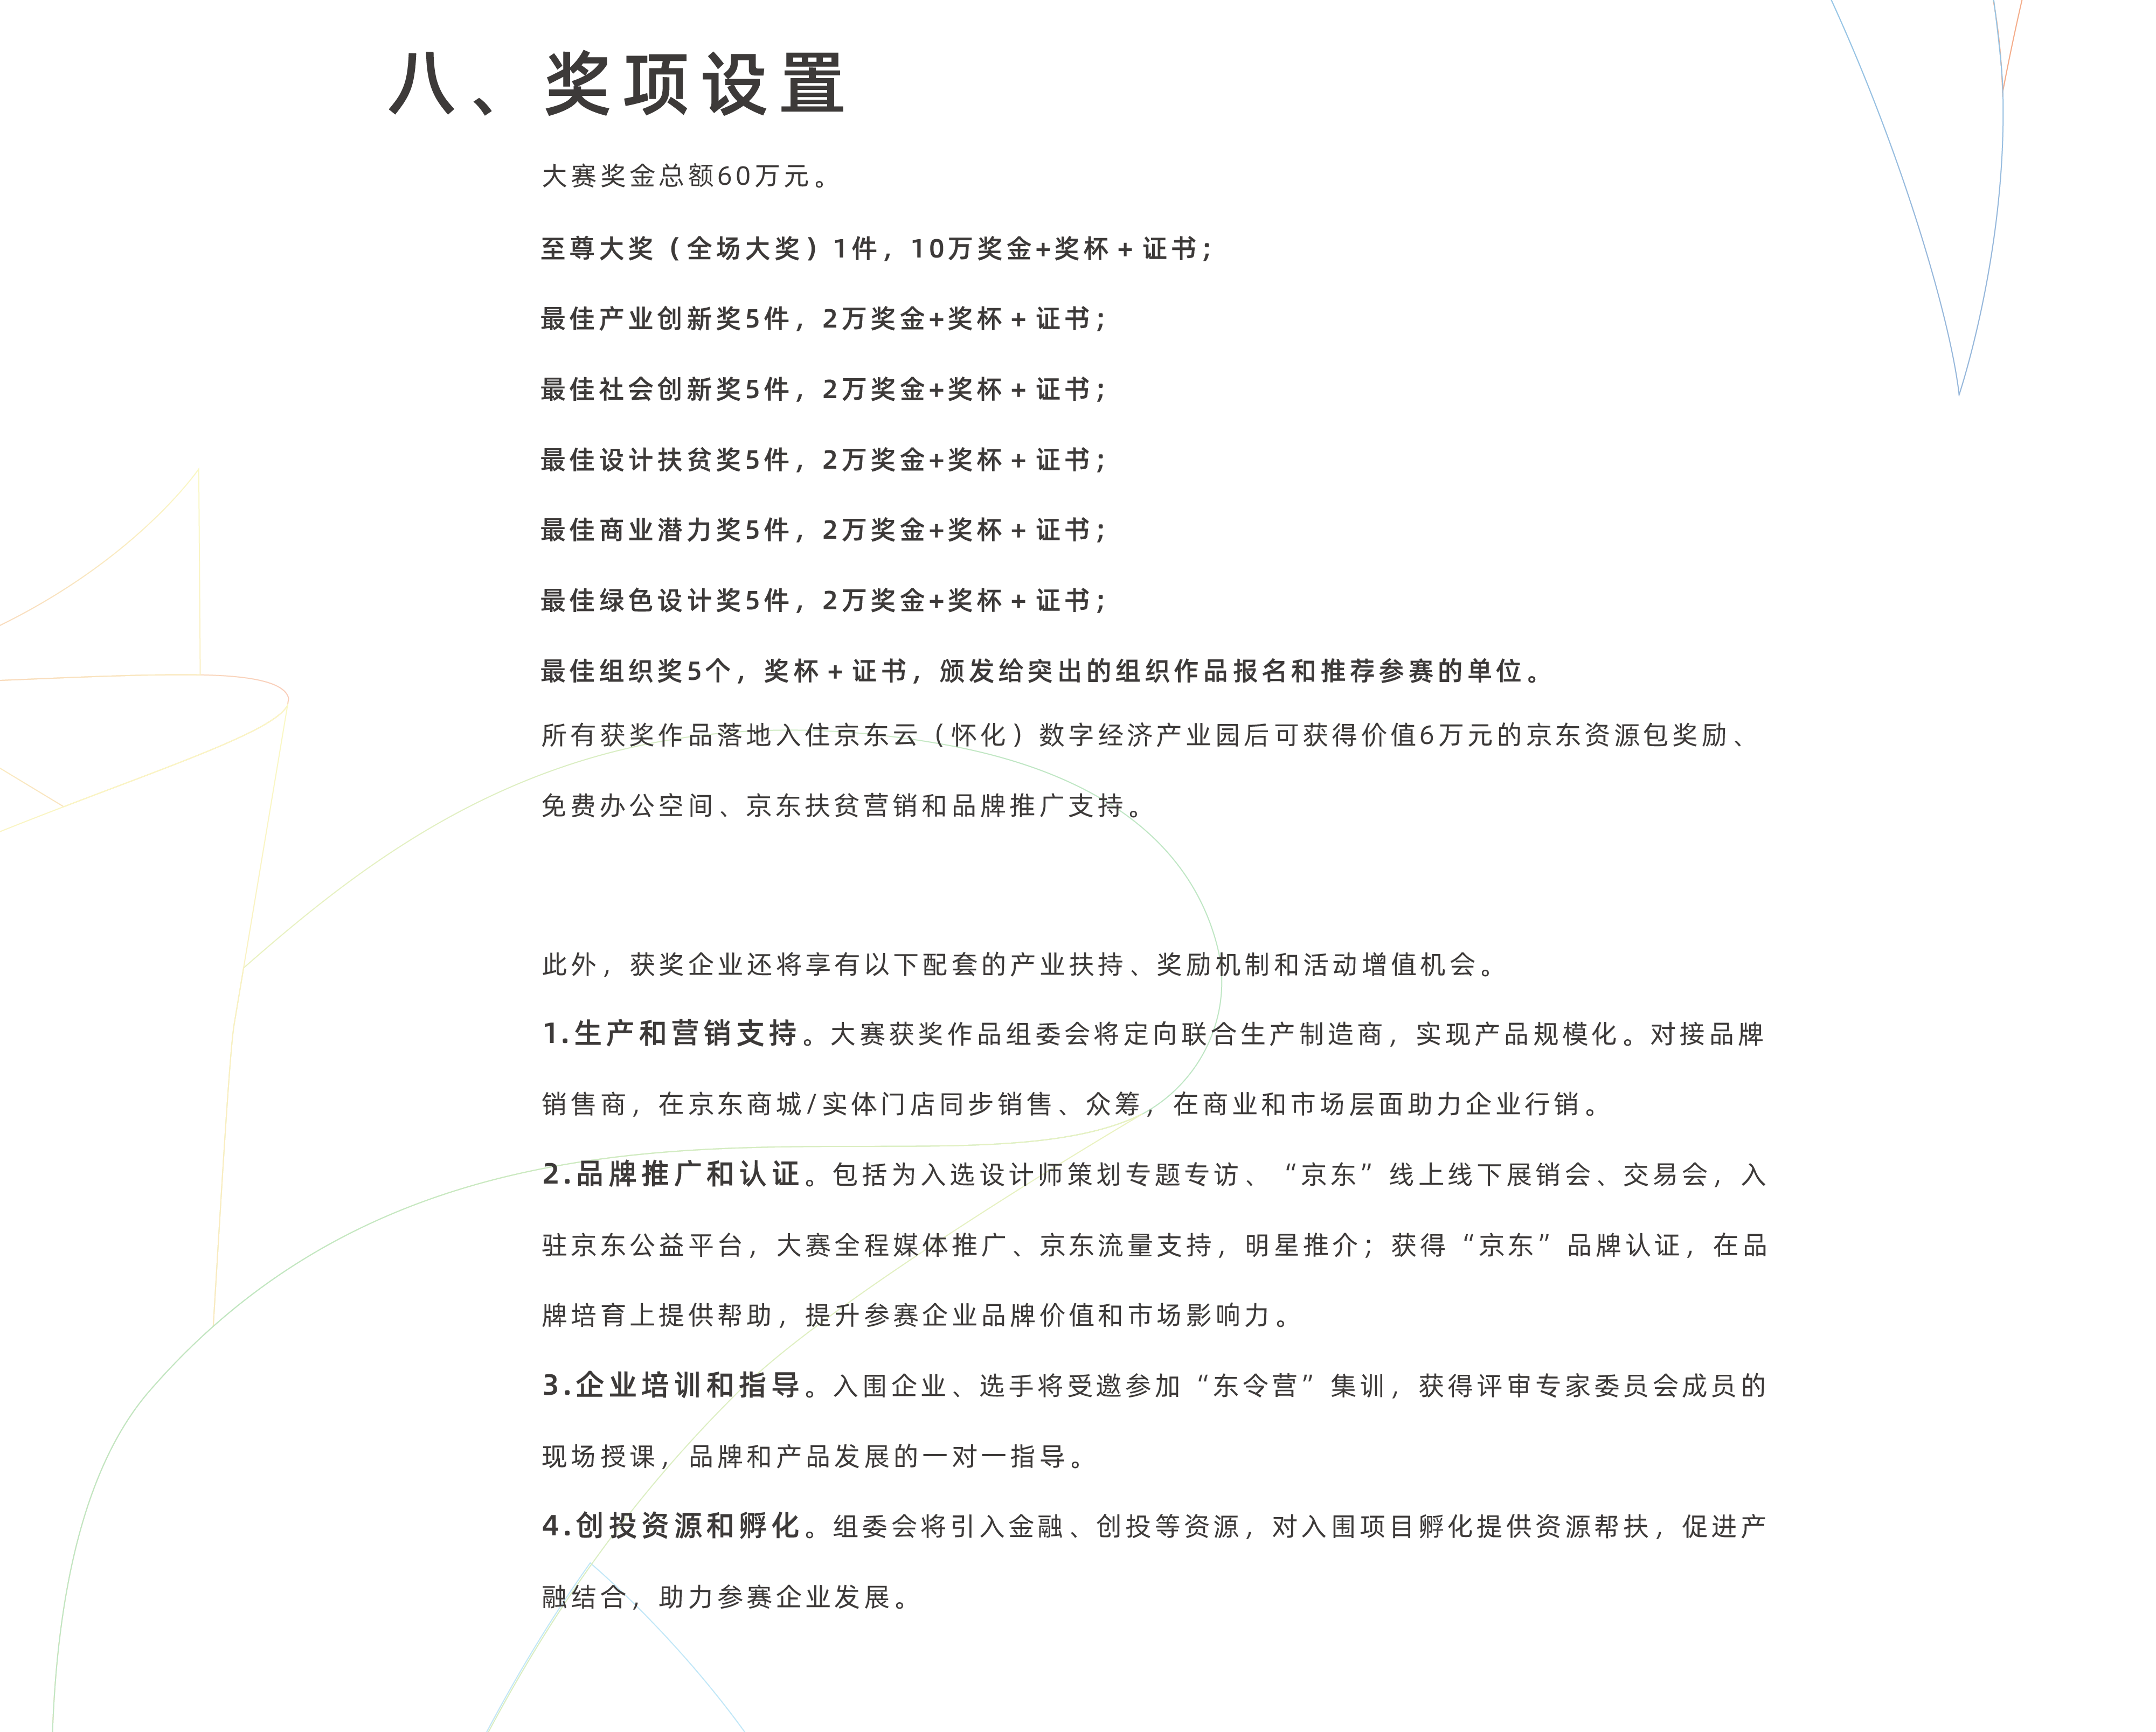 八、奖项设置
大赛奖金总额60万元。
至尊大奖（全场大奖）1件，10万奖金+奖杯+证书；
最佳产业创新奖5件，2万奖金+奖杯+证书；
最佳社会创新奖5件，2万奖金+奖杯+证书；
最佳设计扶贫奖5件，2万奖金+奖杯+证书；
最佳商业潜力奖5件，2万奖金+奖杯+证书；
最佳绿色设计奖5件，2万奖金+奖杯+证书；
最佳组织奖5个，奖杯+证书，颁发给突出的组织作品报名和推荐参赛的单位。
所有获奖作品落地入住京东云（怀化）数字经济产业园后可获得价值6万元的京东资源包奖励、
免费办公空间、京东扶贫营销和品牌推广支持。
此外，获奖企业还将享有以下配套的产业扶持、奖励机制和活动增值机会。
1.生产和营销支持。大赛获奖作品组委会将定向联合生产制造商，实现产品规模化。对接品牌
销售商，在京东商城/实体门店同步销售、众筹，在商业和市场层面助力企业行销。
2.品牌推广和认证。包括为入选设计师策划专题专访、“京东”线上线下展销会、交易会，入
驻京东公益平台，大赛全程媒体推广、京东流量支持，明星推介；获得“京东”品牌认证，在品
牌培育上提供帮助，提升参赛企业品牌价值和市场影响力。
3.企业培训和指导。入围企业、选手将受邀参加“东令营”集训，获得评审专家委员会成员的
现场授课，品牌和产品发展的一对一指导。
4.创投资源和孵化。组委会将引入金融、创投等资源，对入围项目孵化提供资源帮扶，促进产
融结合，助力参赛企业发展。